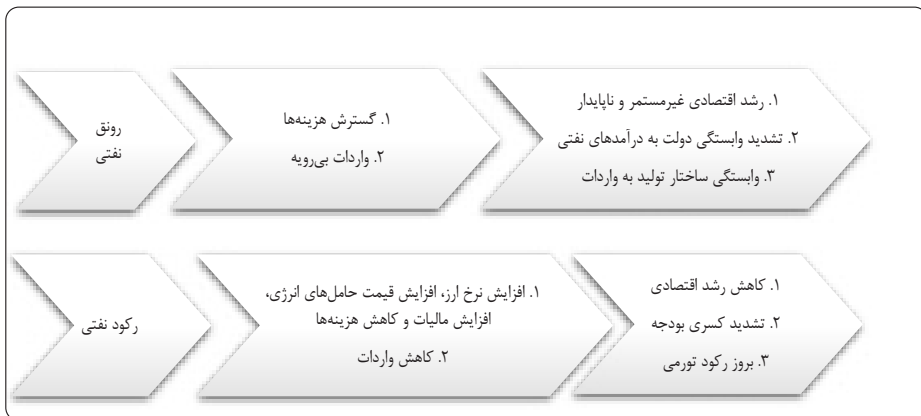 رونق
نفتی
۱. گسترش هزینه‌ها
۲. واردات بی‌رویه
۱. رشد اقتصادی غیرمستمر و ناپایدار
۲. تشدید وابستگی دولت به درآمدهای نفتی
۳. وابستگی ساختار تولید به واردات
رکود نفتی
۱. افزایش نرخ ارز، افزایش قیمت حامل‌های انرژی،
افزایش مالیات و کاهش هزینه‌ها
۲. کاهش واردات
۱. کاهش رشد اقتصادی
۲. تشدید کسری بودجه
۳. بروز رکود تورمی